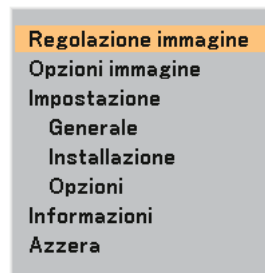 Regolazione immagine
Opzioni immagine
Impostazione
Generale
Installazione
Opzioni
Informazioni
Azzera